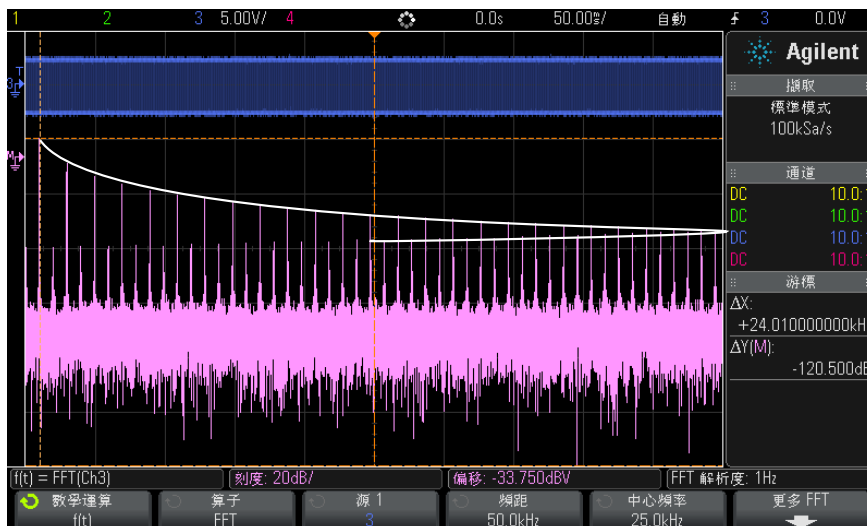 1 2 3 5.00V/ 4 0.0s 50.00ms/ 自動 3 0.0V
Agilent
擷取
標準模式
100kSa/s
通道
DC 10.0:
DC 10.0:
DC 10.0:
DC 10.0:
游標
ΔX:
+24.010000000kH
ΔY(M):
-120.500dB
T
3
M
f(t) = FFT(Ch3) 刻度: 20dB/ 偏移: -33.750dBV FFT 解析度: 1Hz
數學運算 算子 源 1 頻距 中心頻率 更多 FFT
f(t) FFT 3 50.0kHz 25.0kHz